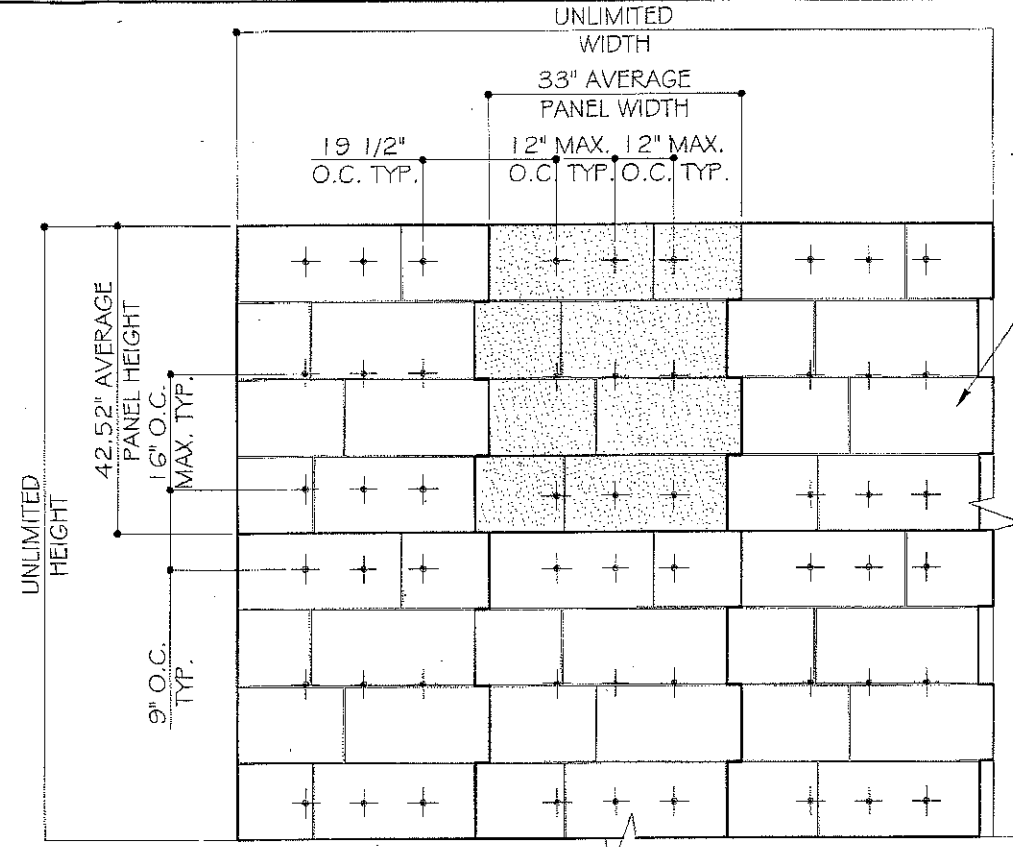 UNLIMITED
WIDTH
33" AVERAGE
PANEL WIDTH
19 1/2"
O.C. TYP.
12" MAX.
O.C. TYP.
12" MAX.
O.C. TYP.
42.52" AVERAGE
PANEL HEIGHT
16" O.C.
MAX. TYP.
UNLIMITED
HEIGHT
9" O.C.
TYP.